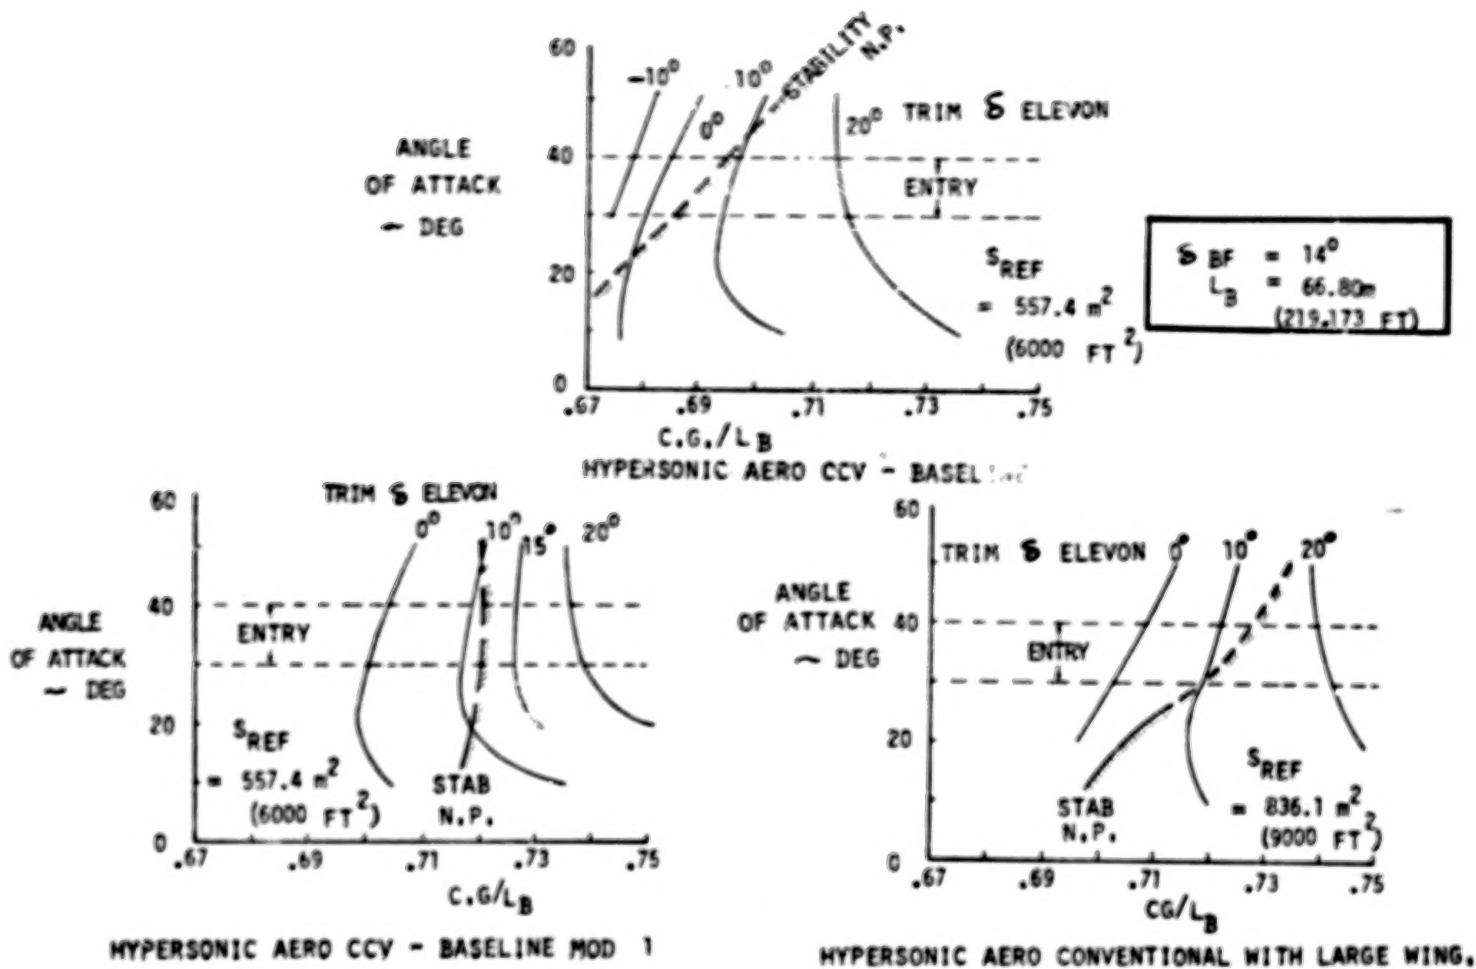 60
-10°
0°
10°
STABILITY
N.P.
20°
TRIM δ ELEVON
ANGLE
OF ATTACK
~ DEG
40
ENTRY
20
S REF
= 557.4 m²
(6000 FT²)
0
.67 .69 .71 .73 .75
C.G./L B
HYPERSONIC AERO CCV - BASELINE
δ BF = 14°
L B = 66.80m
(219.173 FT)
TRIM δ ELEVON
60
0° 10° 15° 20°
ANGLE
OF ATTACK
~ DEG
40
ENTRY
20
S REF
= 557.4 m²
(6000 FT²)
STAB
N.P.
0
.67 .69 .71 .73 .75
C.G/L B
HYPERSONIC AERO CCV - BASELINE MOD 1
60
TRIM δ ELEVON 0° 10° 20°
ANGLE
OF ATTACK
~ DEG
40
ENTRY
20
STAB
N.P.
S REF
= 836.1 m²
(9000 FT²)
0
.67 .69 .71 .73 .75
CG/L B
HYPERSONIC AERO CONVENTIONAL WITH LARGE WING.